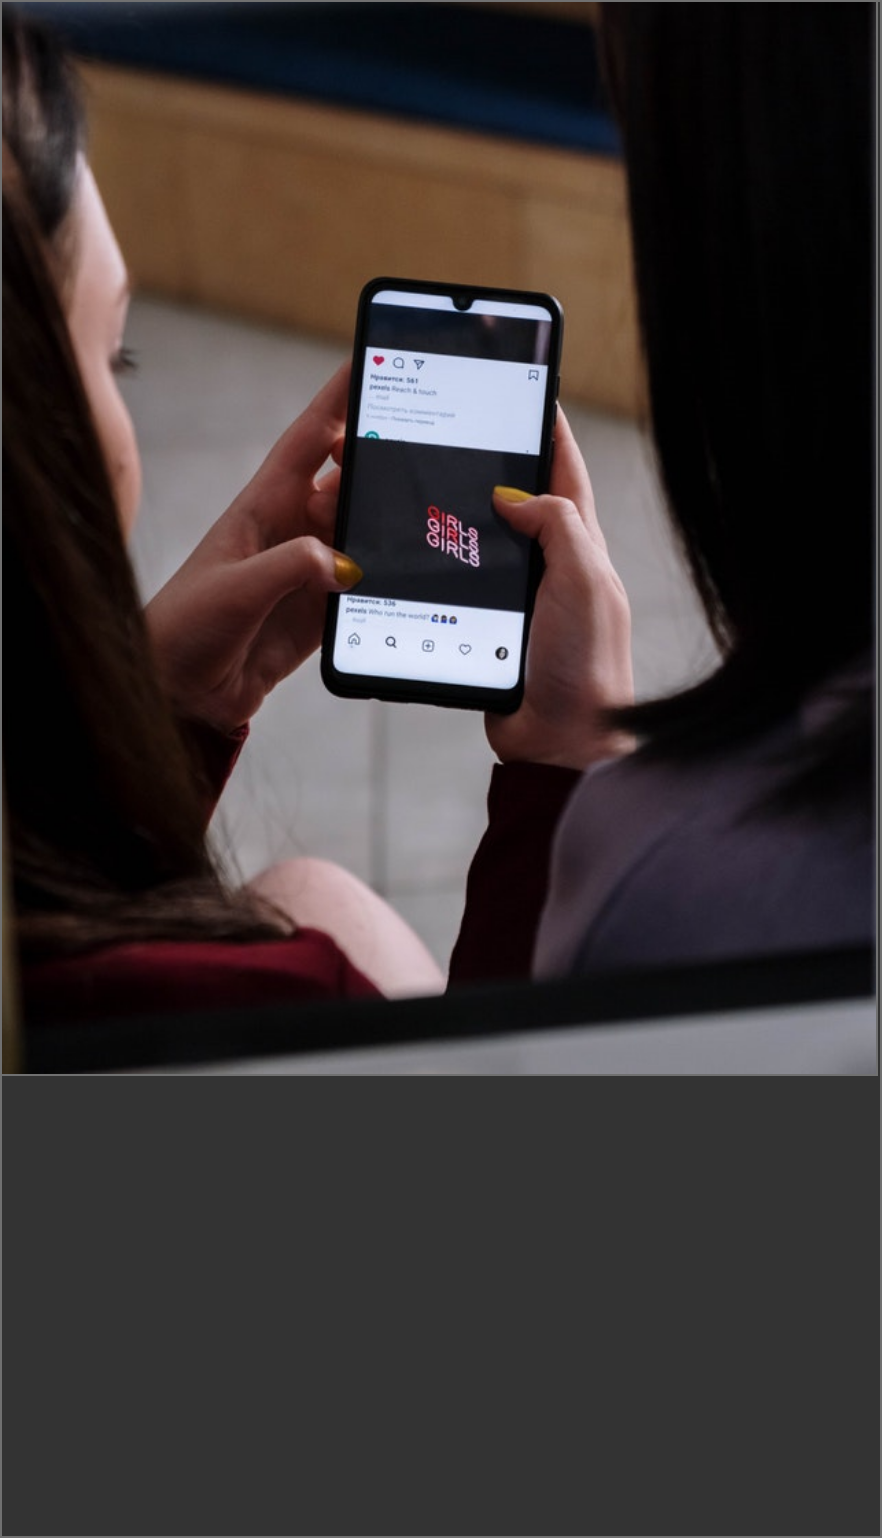 Нравится: 561
pexels Reach & touch
... ещё
Посмотреть комментарии
GIRLS
GIRLS
GIRLS
Нравится: 536
pexels Who run the world?
... ещё